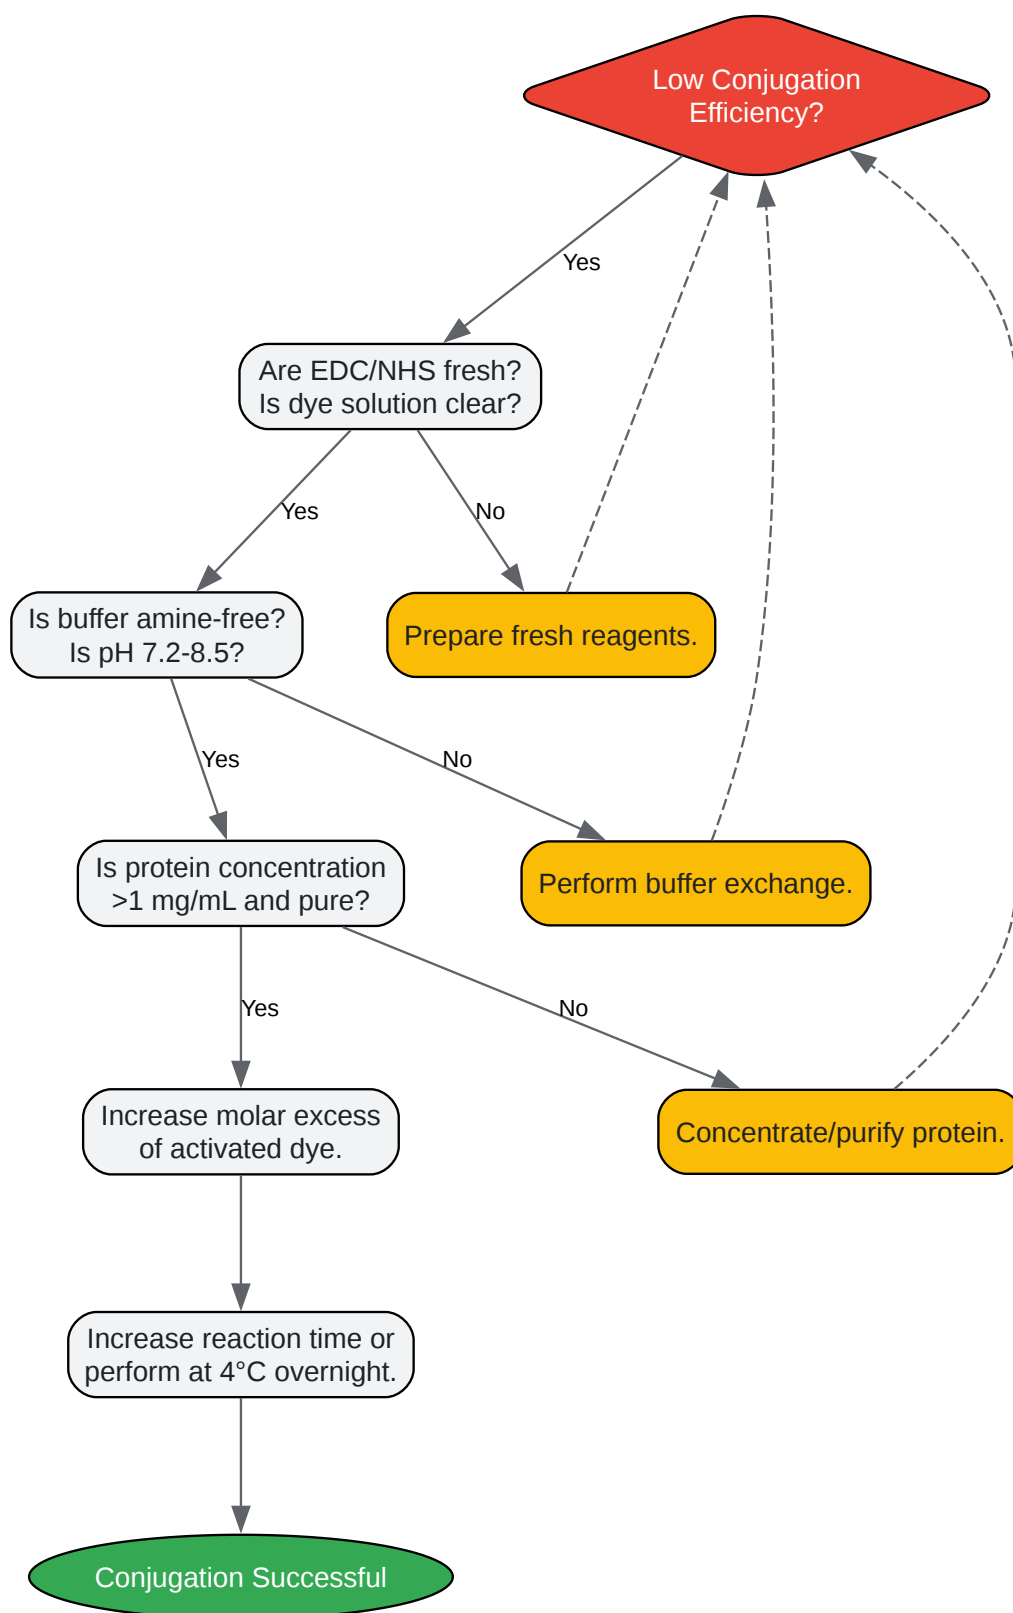 Low Conjugation
Efficiency?
Yes
Are EDC/NHS fresh?
Is dye solution clear?
Yes
No
Is buffer amine-free?
Is pH 7.2-8.5?
Prepare fresh reagents.
Yes
No
Is protein concentration
>1 mg/mL and pure?
Perform buffer exchange.
Yes
No
Increase molar excess
of activated dye.
Concentrate/purify protein.
Increase reaction time or
perform at 4°C overnight.
Conjugation Successful